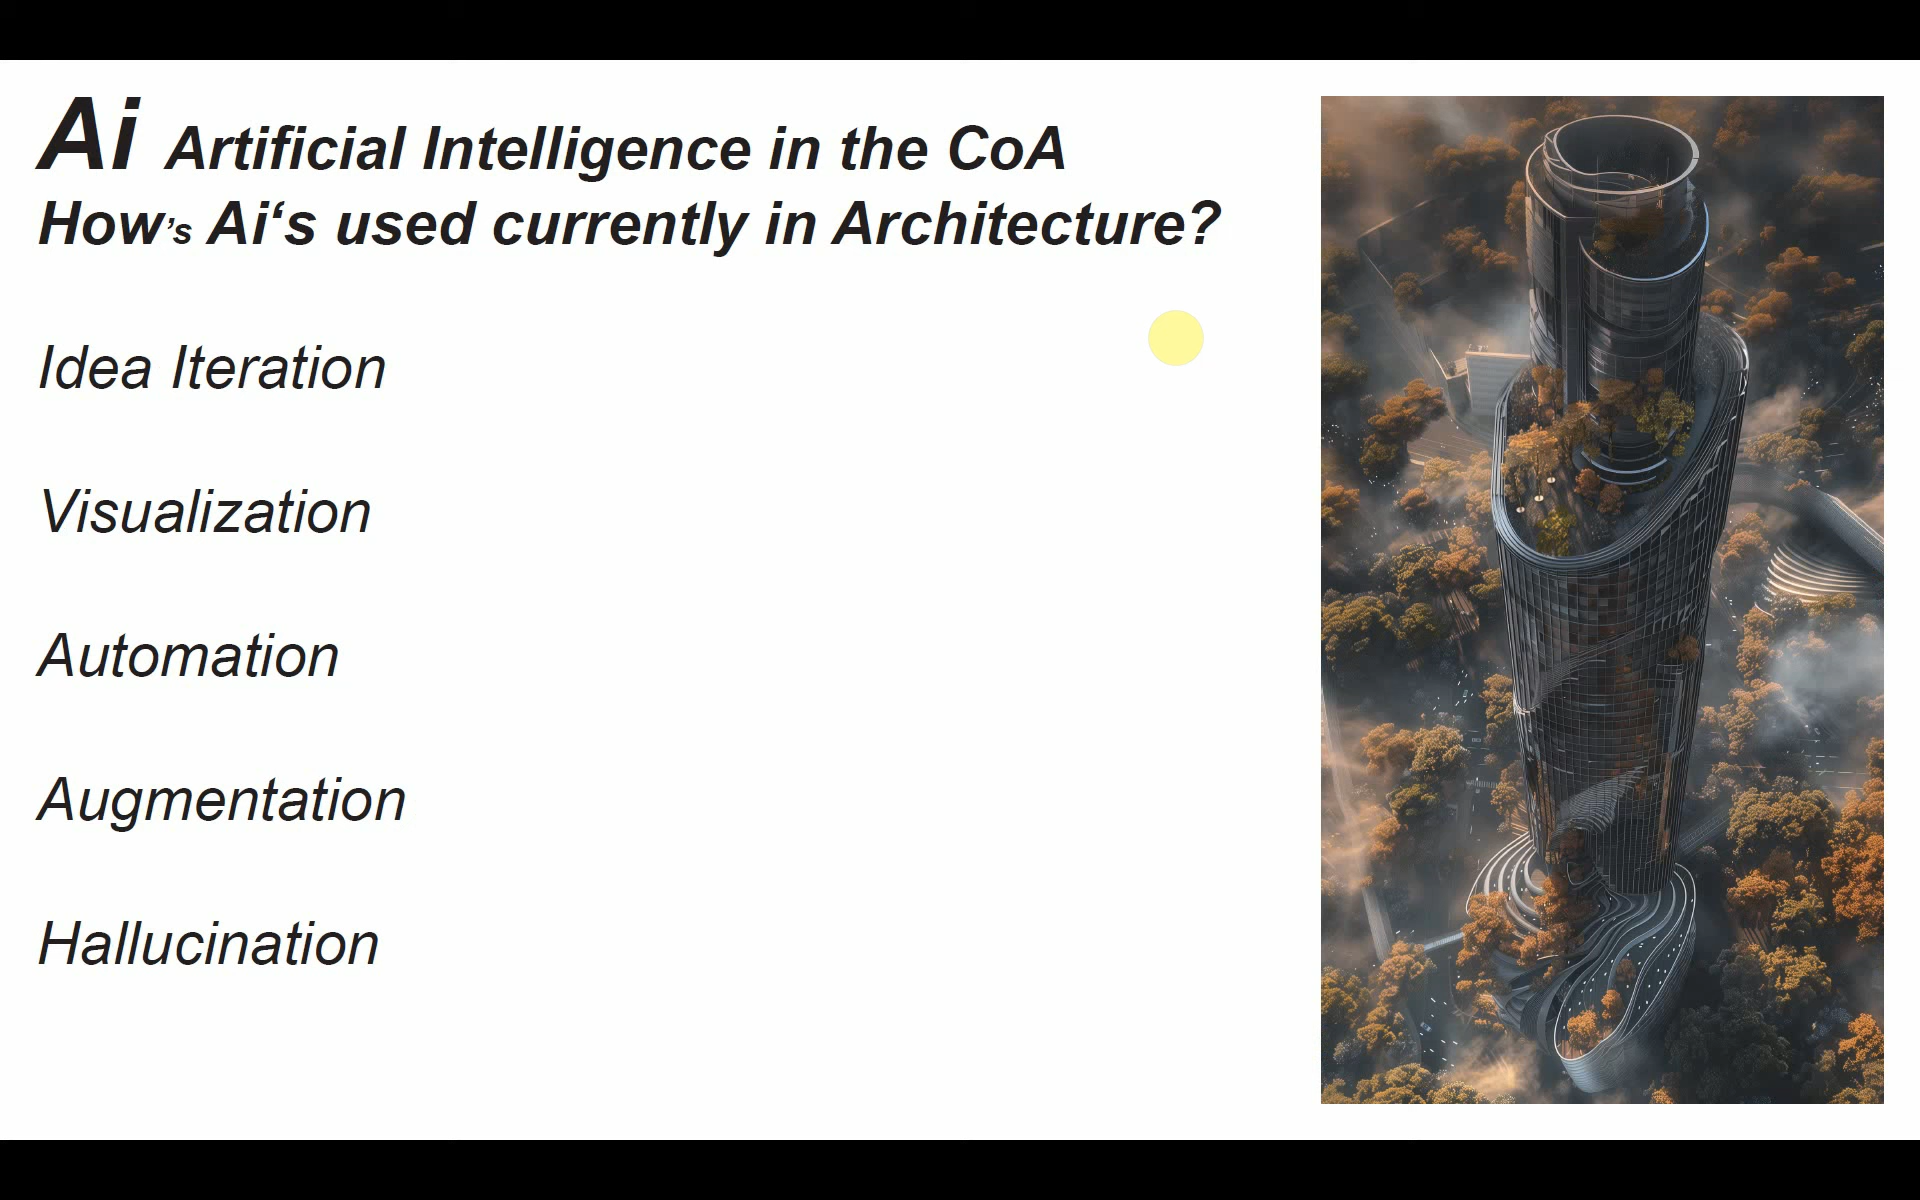 Ai Artificial Intelligence in the CoA
How’s Ai‘s used currently in Architecture?
Idea Iteration
Visualization
Automation
Augmentation
Hallucination